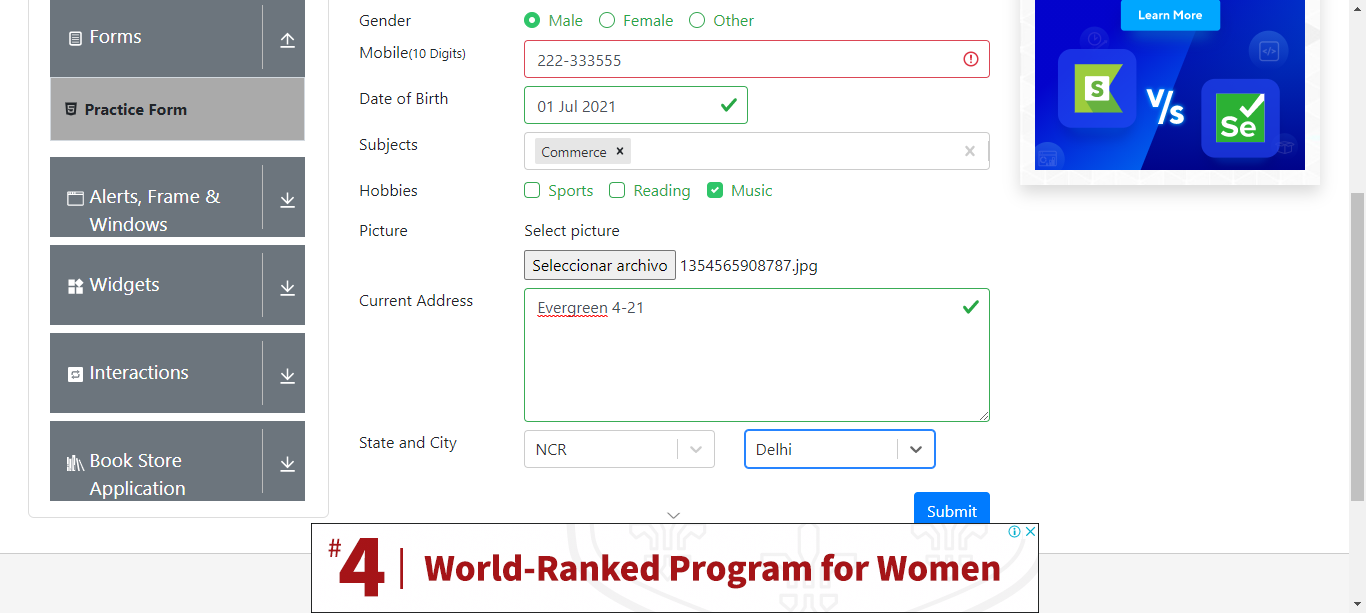 Forms
Practice Form
Alerts, Frame &
Windows
Widgets
Interactions
Book Store
Application
Gender
Male
Female
Other
Mobile(10 Digits)
222-333555
Date of Birth
01 Jul 2021
Subjects
Commerce ×
Hobbies
Sports
Reading
Music
Picture
Select picture
Seleccionar archivo 1354565908787.jpg
Current Address
Evergreen 4-21
State and City
NCR
Delhi
Submit
Learn More
S
V/s
Se
#4 | World-Ranked Program for Women